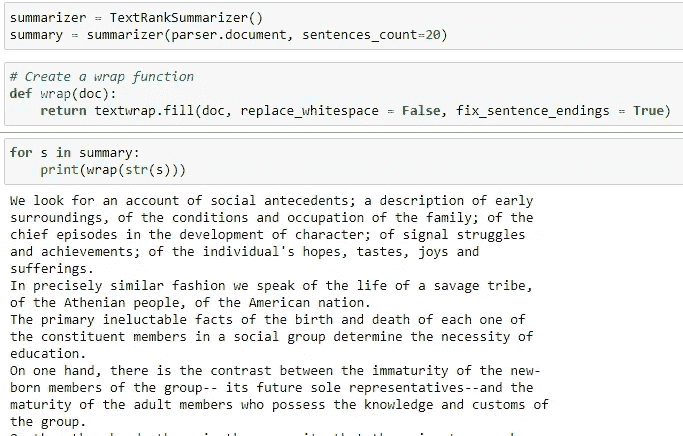 summarizer = TextRankSummarizer()
summary = summarizer(parser.document, sentences_count=20)
# Create a wrap function
def wrap(doc):
    return textwrap.fill(doc, replace_whitespace = False, fix_sentence_endings = True)
for s in summary:
    print(wrap(str(s)))
We look for an account of social antecedents; a description of early
surroundings, of the conditions and occupation of the family; of the
chief episodes in the development of character; of signal struggles
and achievements; of the individual's hopes, tastes, joys and
sufferings.
In precisely similar fashion we speak of the life of a savage tribe,
of the Athenian people, of the American nation.
The primary ineluctable facts of the birth and death of each one of
the constituent members in a social group determine the necessity of
education.
On one hand, there is the contrast between the immaturity of the new-
born members of the group-- its future sole representatives--and the
maturity of the adult members who possess the knowledge and customs of
the group.